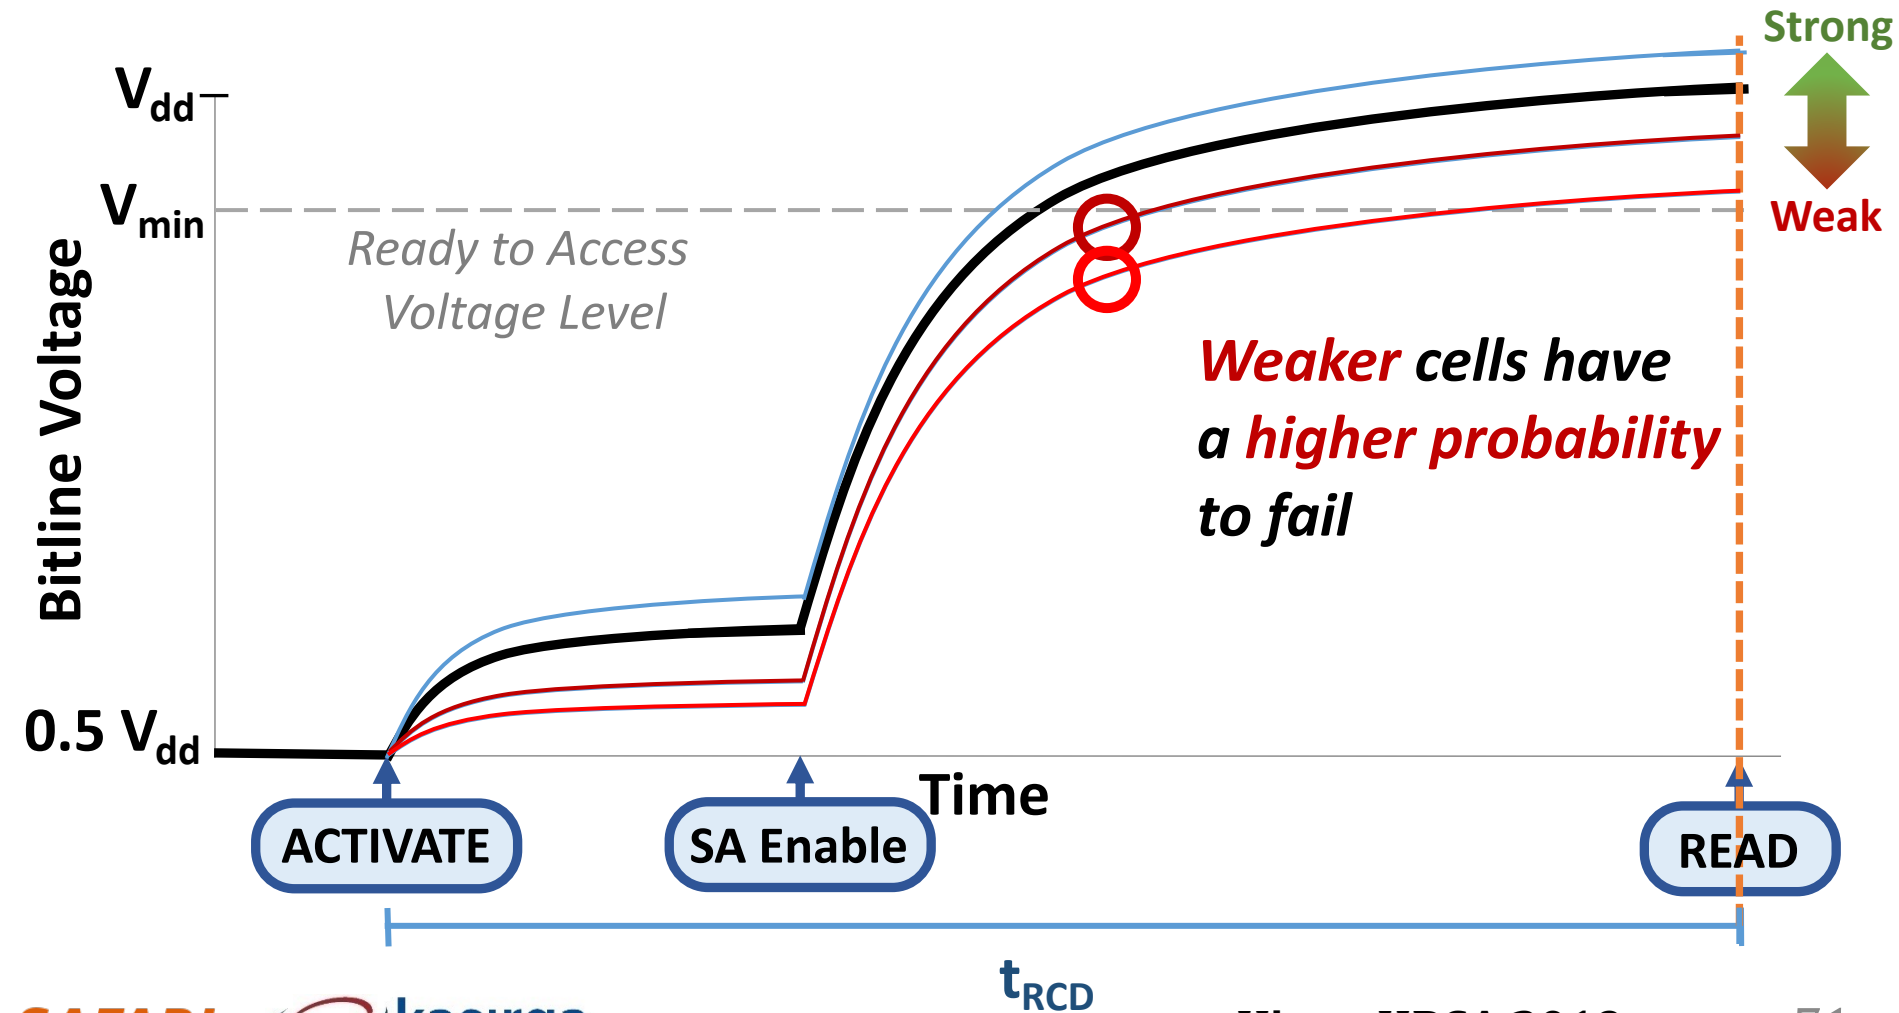 Strong
Vdd
Vmin
Weak
Ready to Access
Voltage Level
Bitline Voltage
Weaker cells have
a higher probability
to fail
0.5 Vdd
Time
ACTIVATE
SA Enable
READ
tRCD
SAFARI